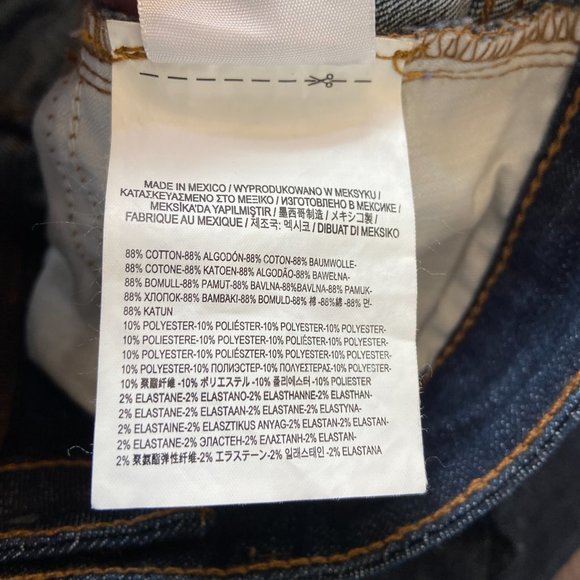 MADE IN MEXICO / WYPRODUKOWANO W MEKSYKU /
ΚΑΤΑΣΚΕΥΑΣΜΕΝΟ ΣΤΟ ΜΕΞΙΚΟ / ИЗГОТОВЛЕНО В МЕКСИКЕ /
MEKSİKA'DA YAPILMIŞTIR / 墨西哥制造 / メキシコ製 /
FABRIQUE AU MEXIQUE / 제조국: 멕시코 / DIBUAT DI MEKSIKO
88% COTTON-88% ALGODÓN-88% COTON-88% BAUMWOLLE-
88% COTONE-88% KATOEN-88% ALGODÃO-88% BAWEŁNA-
88% BOMULL-88% PAMUT-88% BAVLNA-88%BAVLNA-88% PAMUK-
88% ХЛОПОК-88% ΒΑΜΒΑΚΙ-88% BOMULD-88% 棉 -88%綿 -88% 면-
88% KATUN
10% POLYESTER-10% POLIÉSTER-10% POLYESTER-10% POLYESTER-
10% POLIESTERE-10% POLYESTER-10% POLIÉSTER-10% POLIESTER-
10% POLYESTER-10% POLIÉSZTER-10% POLYESTER-10% POLYESTER-
10% POLYESTER-10% ПОЛИЭСТЕР-10% ΠΟΛΥΕΣΤΕΡΑΣ-10% POLYESTER-
10% 聚酯纤维 -10% ポリエステル -10% 폴리에스터 -10% POLIESTER
2% ELASTANE-2% ELASTANO-2% ELASTHANNE-2% ELASTHAN-
2% ELASTANE-2% ELASTAAN-2% ELASTANE-2% ELASTYNA-
2% ELASTAINE-2% ELASZTIKUS ANYAG-2% ELASTAN-2% ELASTAN-
2% ELASTANE-2% ЭЛАСТЕН-2% ΕΛΑΣΤΑΝΗ-2% ELASTAN-
2% 聚氨酯弹性纤维-2% エラステーン-2% 일래스테인 -2% ELASTANA